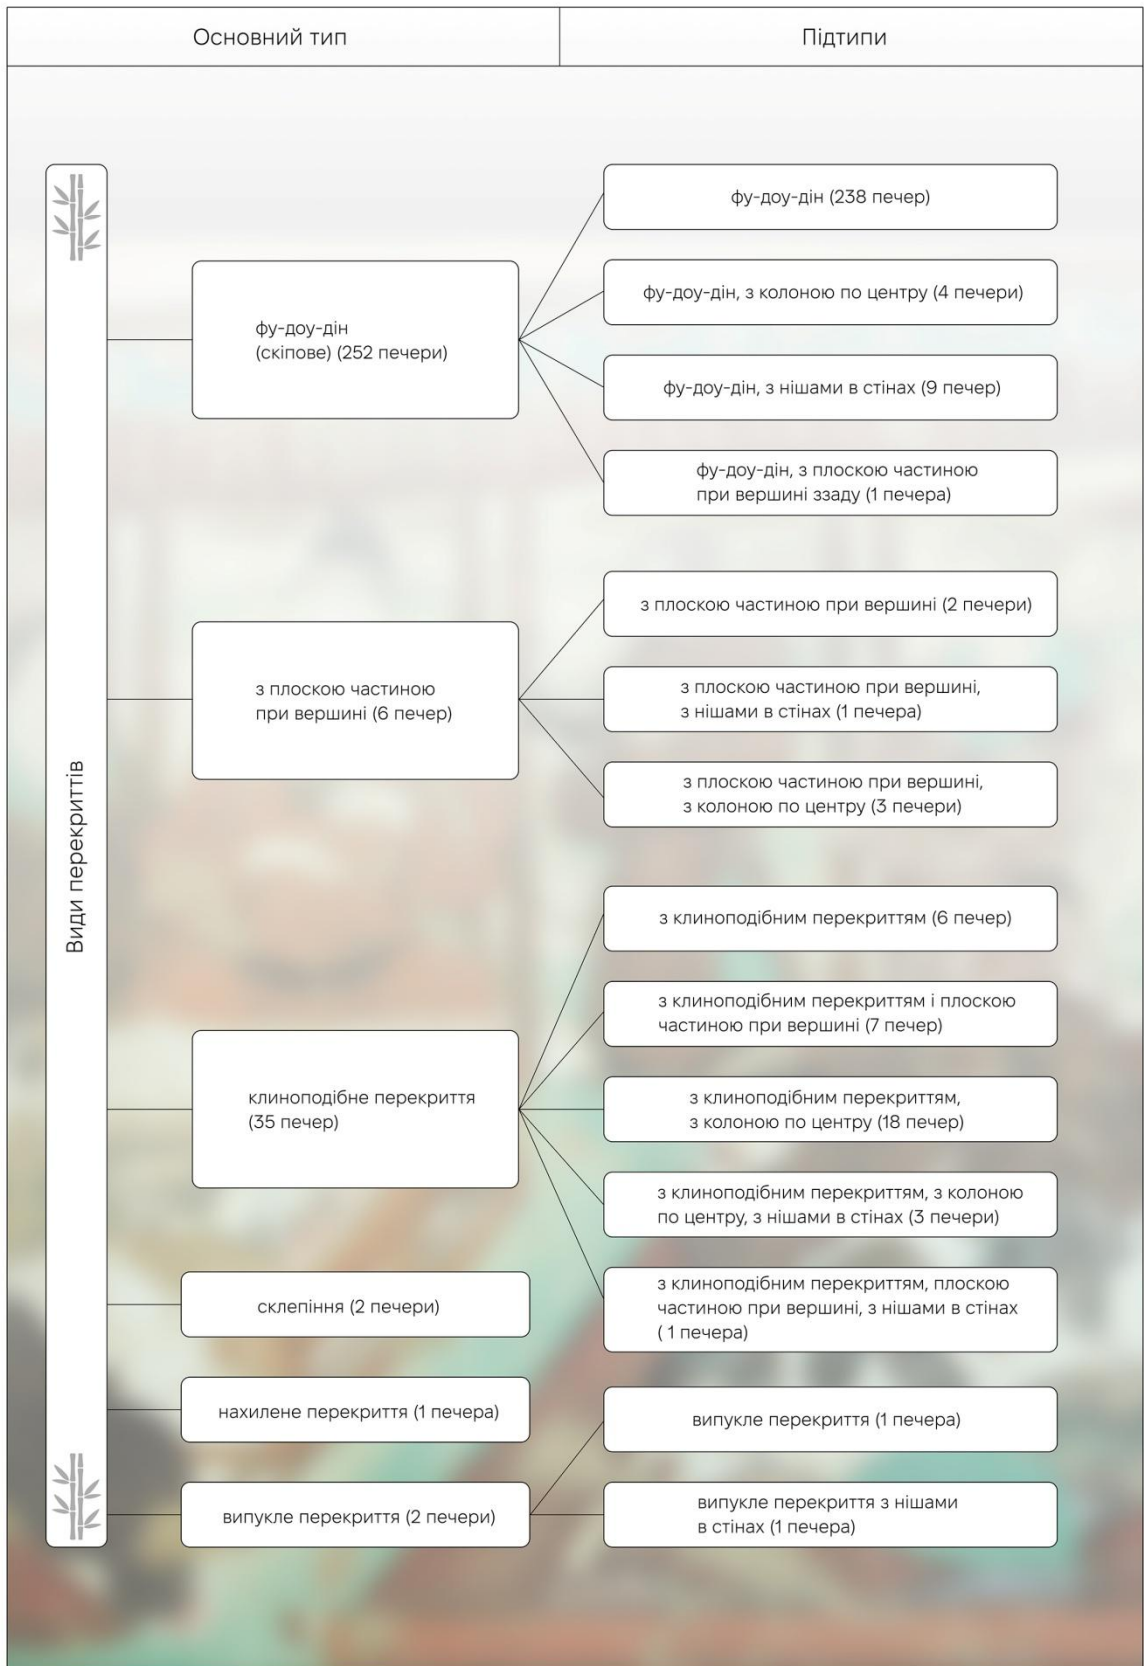 Основний тип
Підтипи
Види перекриттів
фу-доу-дін
(скіпове) (252 печери)
фу-доу-дін (238 печер)
фу-доу-дін, з колоною по центру (4 печери)
фу-доу-дін, з нішами в стінах (9 печер)
фу-доу-дін, з плоскою частиною
при вершині ззаду (1 печера)
з плоскою частиною
при вершині (6 печер)
з плоскою частиною при вершині (2 печери)
з плоскою частиною при вершині,
з нішами в стінах (1 печера)
з плоскою частиною при вершині,
з колоною по центру (3 печери)
клиноподібне перекриття
(35 печер)
з клиноподібним перекриттям (6 печер)
з клиноподібним перекриттям і плоскою
частиною при вершині (7 печер)
з клиноподібним перекриттям,
з колоною по центру (18 печер)
з клиноподібним перекриттям, з колоною
по центру, з нішами в стінах (3 печери)
з клиноподібним перекриттям, плоскою
частиною при вершині, з нішами в стінах
( 1 печера)
склепіння (2 печери)
нахилене перекриття (1 печера)
випукле перекриття (2 печери)
випукле перекриття (1 печера)
випукле перекриття з нішами
в стінах (1 печера)